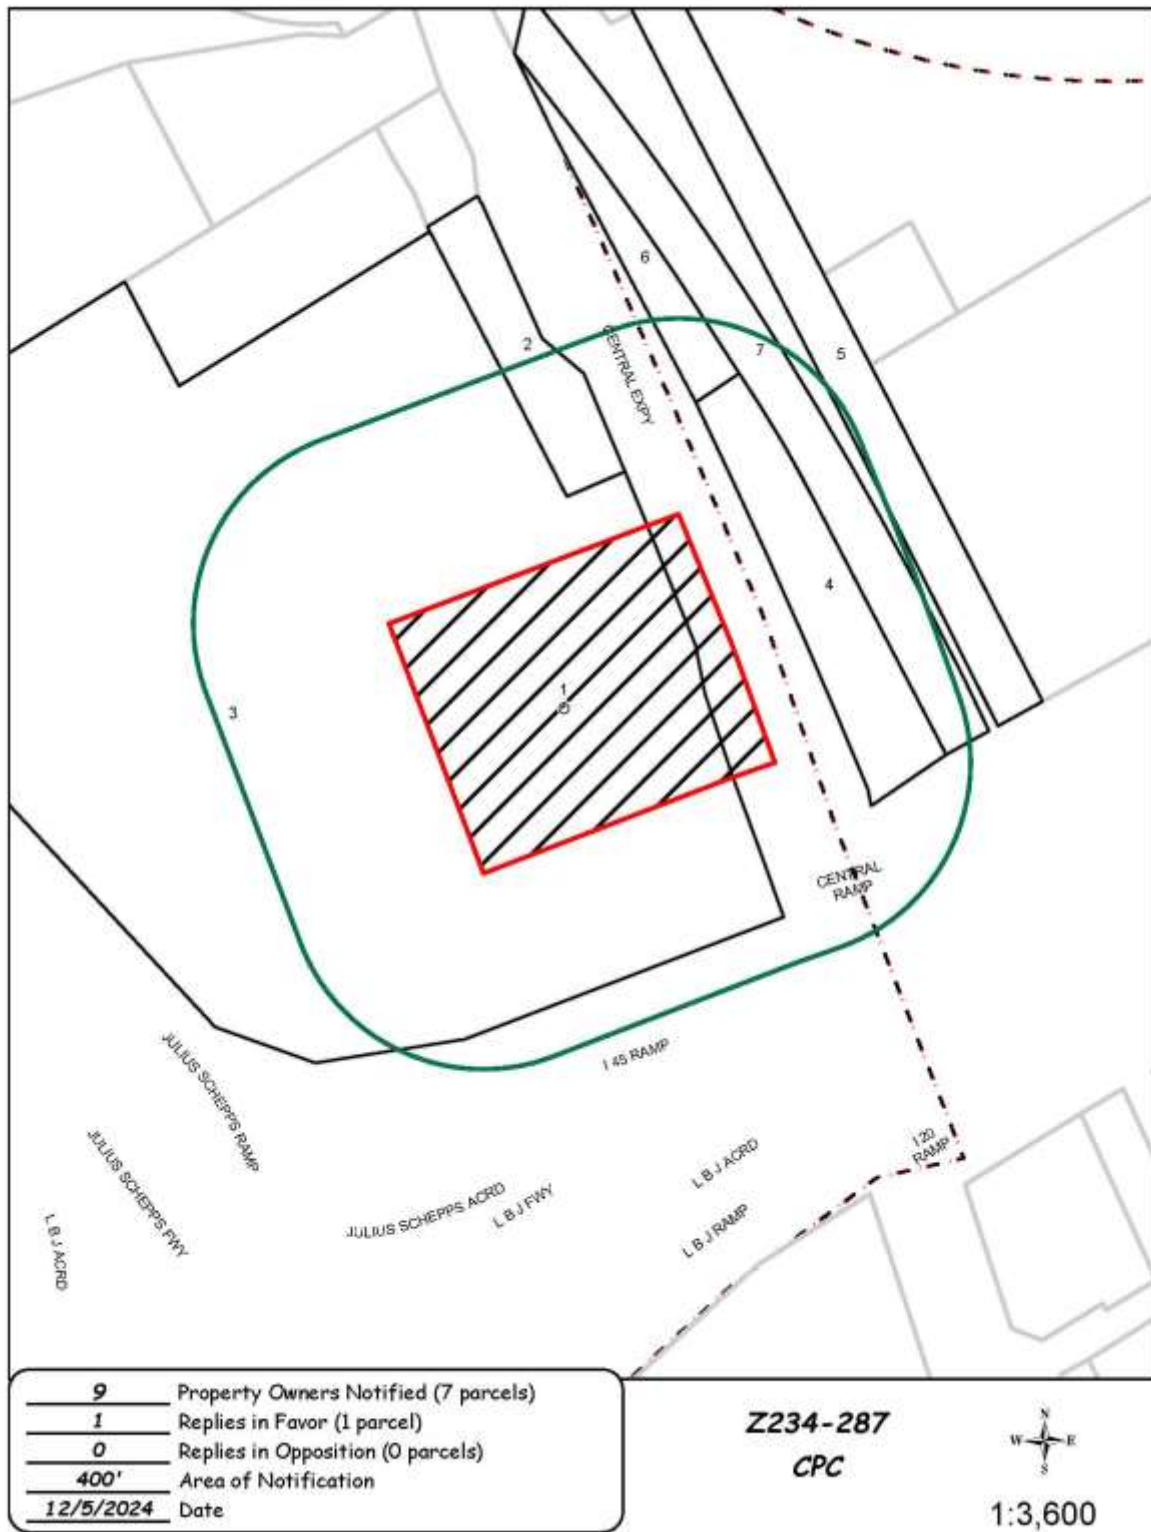 6
2
CENTRAL EXPY
7
5
4
1
3
CENTRAL
RAMP
I 45 RAMP
JULIUS SCHEPPS RAMP
JULIUS SCHEPPS FWY
L B J ACRD
JULIUS SCHEPPS ACRD
L B J FWY
L B J ACRD
L B J RAMP
I 20
RAMP
9 Property Owners Notified (7 parcels)
1 Replies in Favor (1 parcel)
0 Replies in Opposition (0 parcels)
400' Area of Notification
12/5/2024 Date
Z234-287
CPC
N
W E
S
1:3,600